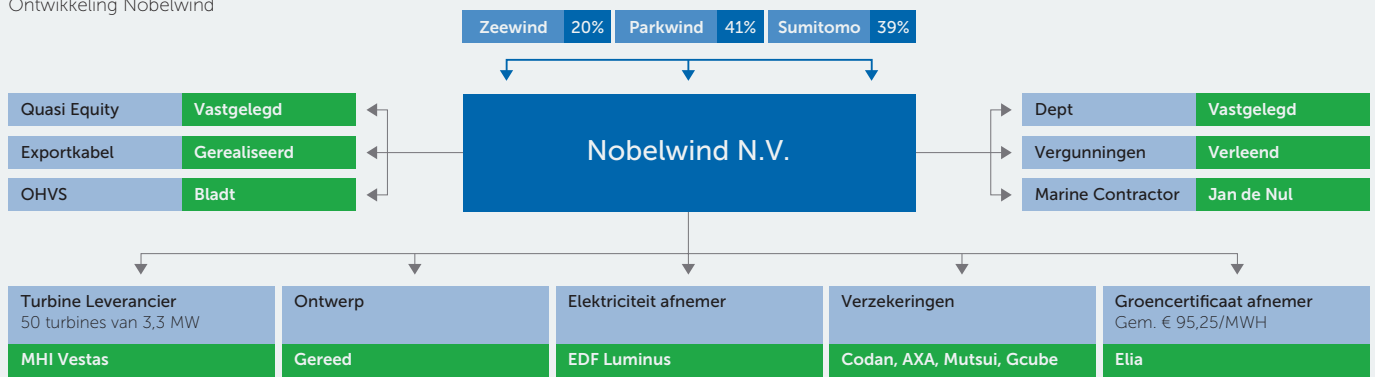 Ontwikkeling Nobelwind
Zeewind 20% Parkwind 41% Sumitomo 39%
Quasi Equity Vastgelegd
Exportkabel Gerealiseerd
OHVS Bladt
Nobelwind N.V.
Dept Vastgelegd
Vergunningen Verleend
Marine Contractor Jan de Nul
Turbine Leverancier
50 turbines van 3,3 MW
MHI Vestas
Ontwerp
Gereed
Elektriciteit afnemer
EDF Luminus
Verzekeringen
Codan, AXA, Mutsui, Gcube
Groencertificaat afnemer
Gem. € 95,25/MWH
Elia